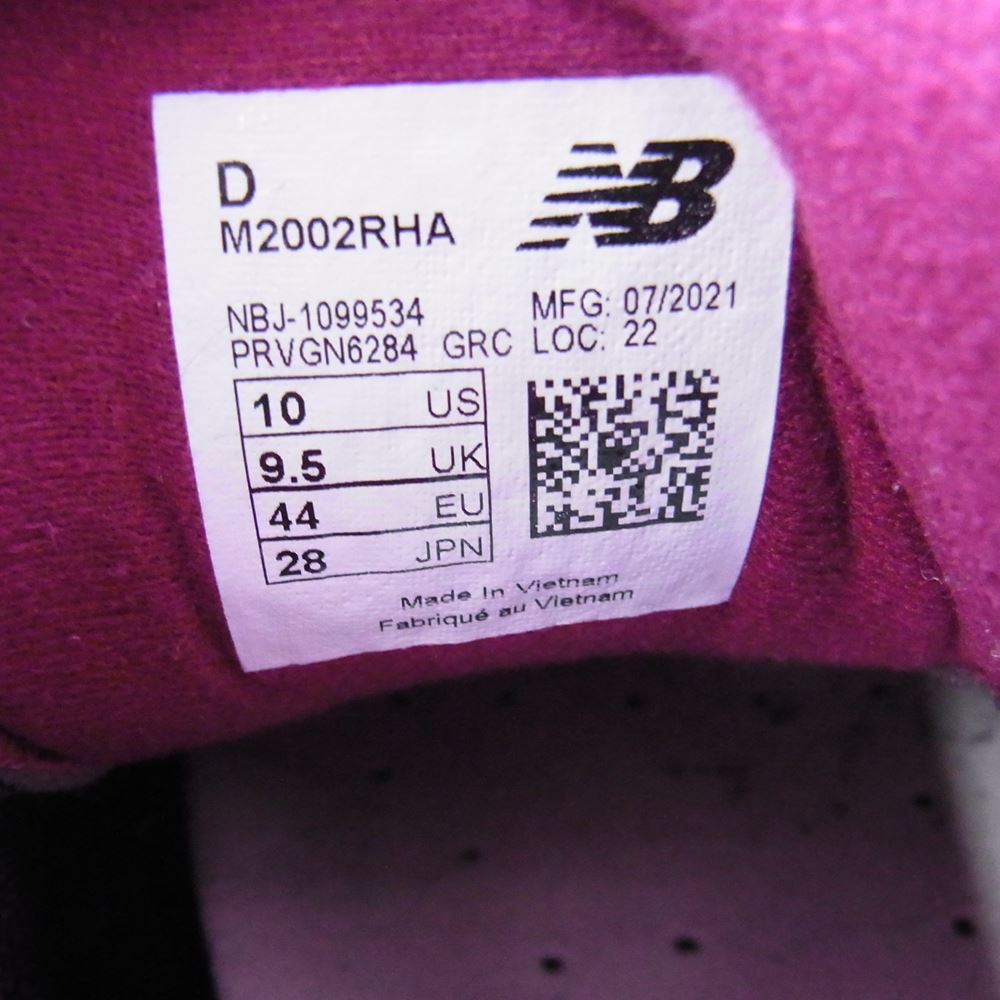 D
NB
M2002RHA
NBJ-1099534 MFG: 07/2021
PRVGN6284 GRC LOC: 22
10 US
9.5 UK
44 EU
28 JPN
Made In Vietnam
Fabriqué au Vietnam